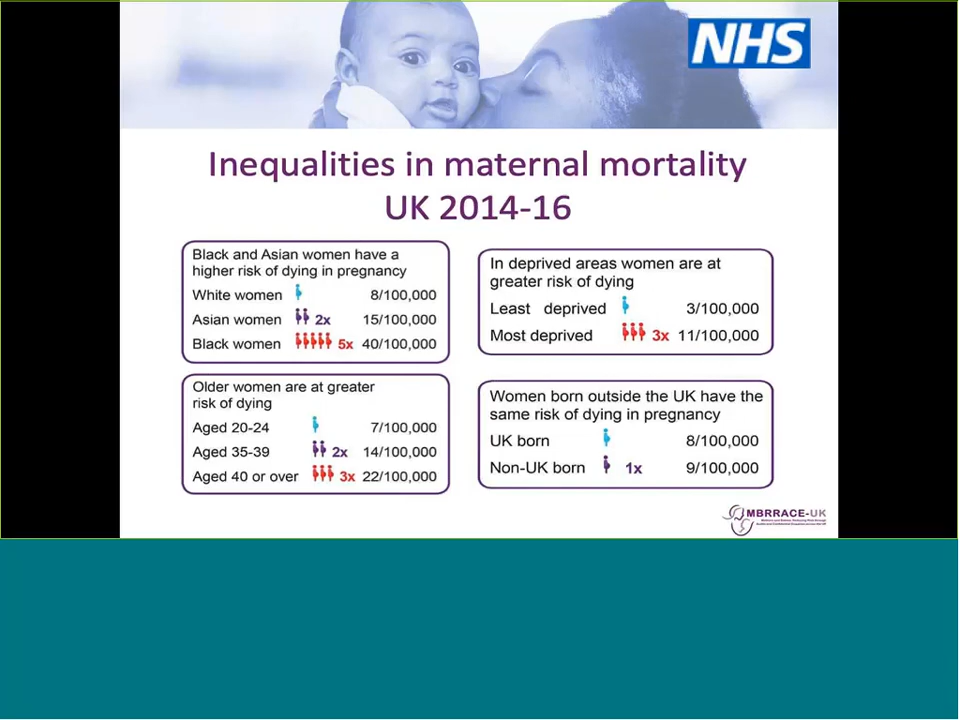 NHS
Inequalities in maternal mortality
UK 2014-16
Black and Asian women have a
higher risk of dying in pregnancy
White women 8/100,000
Asian women 2x 15/100,000
Black women 5x 40/100,000
In deprived areas women are at
greater risk of dying
Least deprived 3/100,000
Most deprived 3x 11/100,000
Older women are at greater
risk of dying
Aged 20-24 7/100,000
Aged 35-39 2x 14/100,000
Aged 40 or over 3x 22/100,000
Women born outside the UK have the
same risk of dying in pregnancy
UK born 8/100,000
Non-UK born 1x 9/100,000
MBRRACE-UK